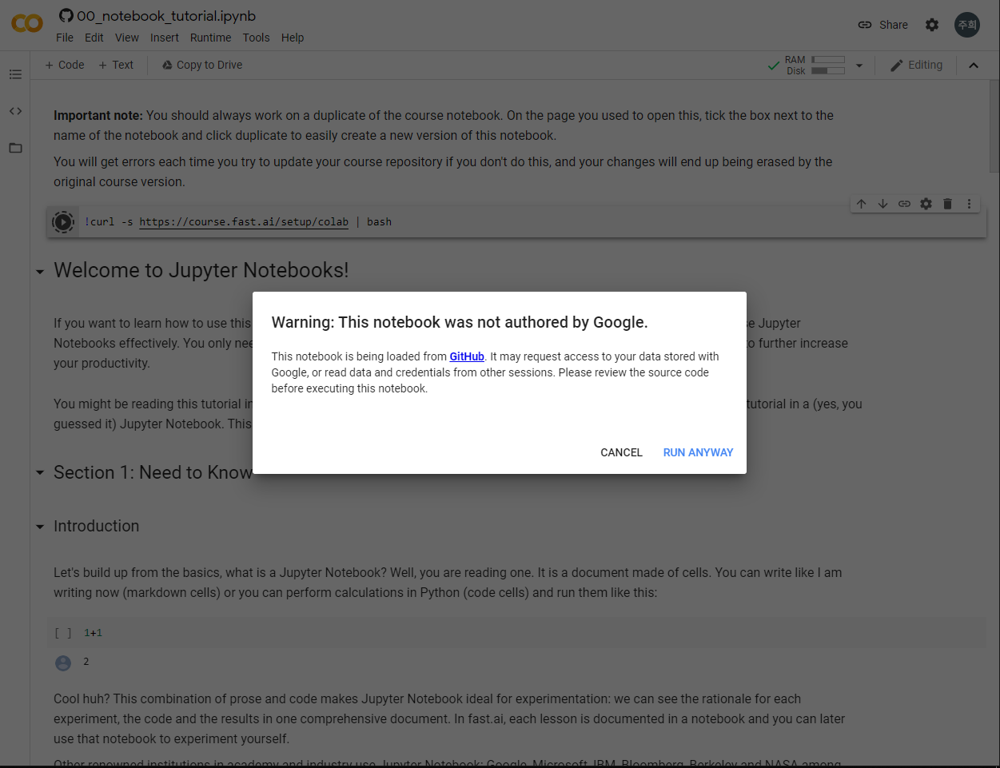 00_notebook_tutorial.ipynb
File Edit View Insert Runtime Tools Help
Share
주희
+ Code + Text Copy to Drive
RAM
Disk
Editing
Important note: You should always work on a duplicate of the course notebook. On the page you used to open this, tick the box next to the
name of the notebook and click duplicate to easily create a new version of this notebook.
You will get errors each time you try to update your course repository if you don't do this, and your changes will end up being erased by the
original course version.
!curl -s https://course.fast.ai/setup/colab | bash
Welcome to Jupyter Notebooks!
If you want to learn how to use this
se Jupyter
Notebooks effectively. You only nee
o further increase
your productivity.
You might be reading this tutorial in
tutorial in a (yes, you
guessed it) Jupyter Notebook. This
Warning: This notebook was not authored by Google.
This notebook is being loaded from GitHub. It may request access to your data stored with
Google, or read data and credentials from other sessions. Please review the source code
before executing this notebook.
CANCEL RUN ANYWAY
Section 1: Need to Know
Introduction
Let's build up from the basics, what is a Jupyter Notebook? Well, you are reading one. It is a document made of cells. You can write like I am
writing now (markdown cells) or you can perform calculations in Python (code cells) and run them like this:
[ ] 1+1
2
Cool huh? This combination of prose and code makes Jupyter Notebook ideal for experimentation: we can see the rationale for each
experiment, the code and the results in one comprehensive document. In fast.ai, each lesson is documented in a notebook and you can later
use that notebook to experiment yourself.
Other renowned institutions in academy and industry use Jupyter Notebook: Google, Microsoft, IBM, Bloomberg, Berkeley and NASA among